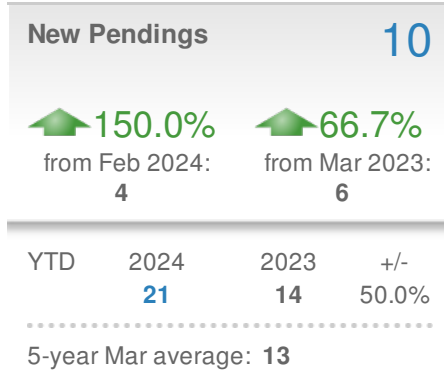 New Pendings 10
150.0% 66.7%
from Feb 2024: from Mar 2023:
4 6
YTD 2024 2023 +/-
21 14 50.0%
5-year Mar average: 13